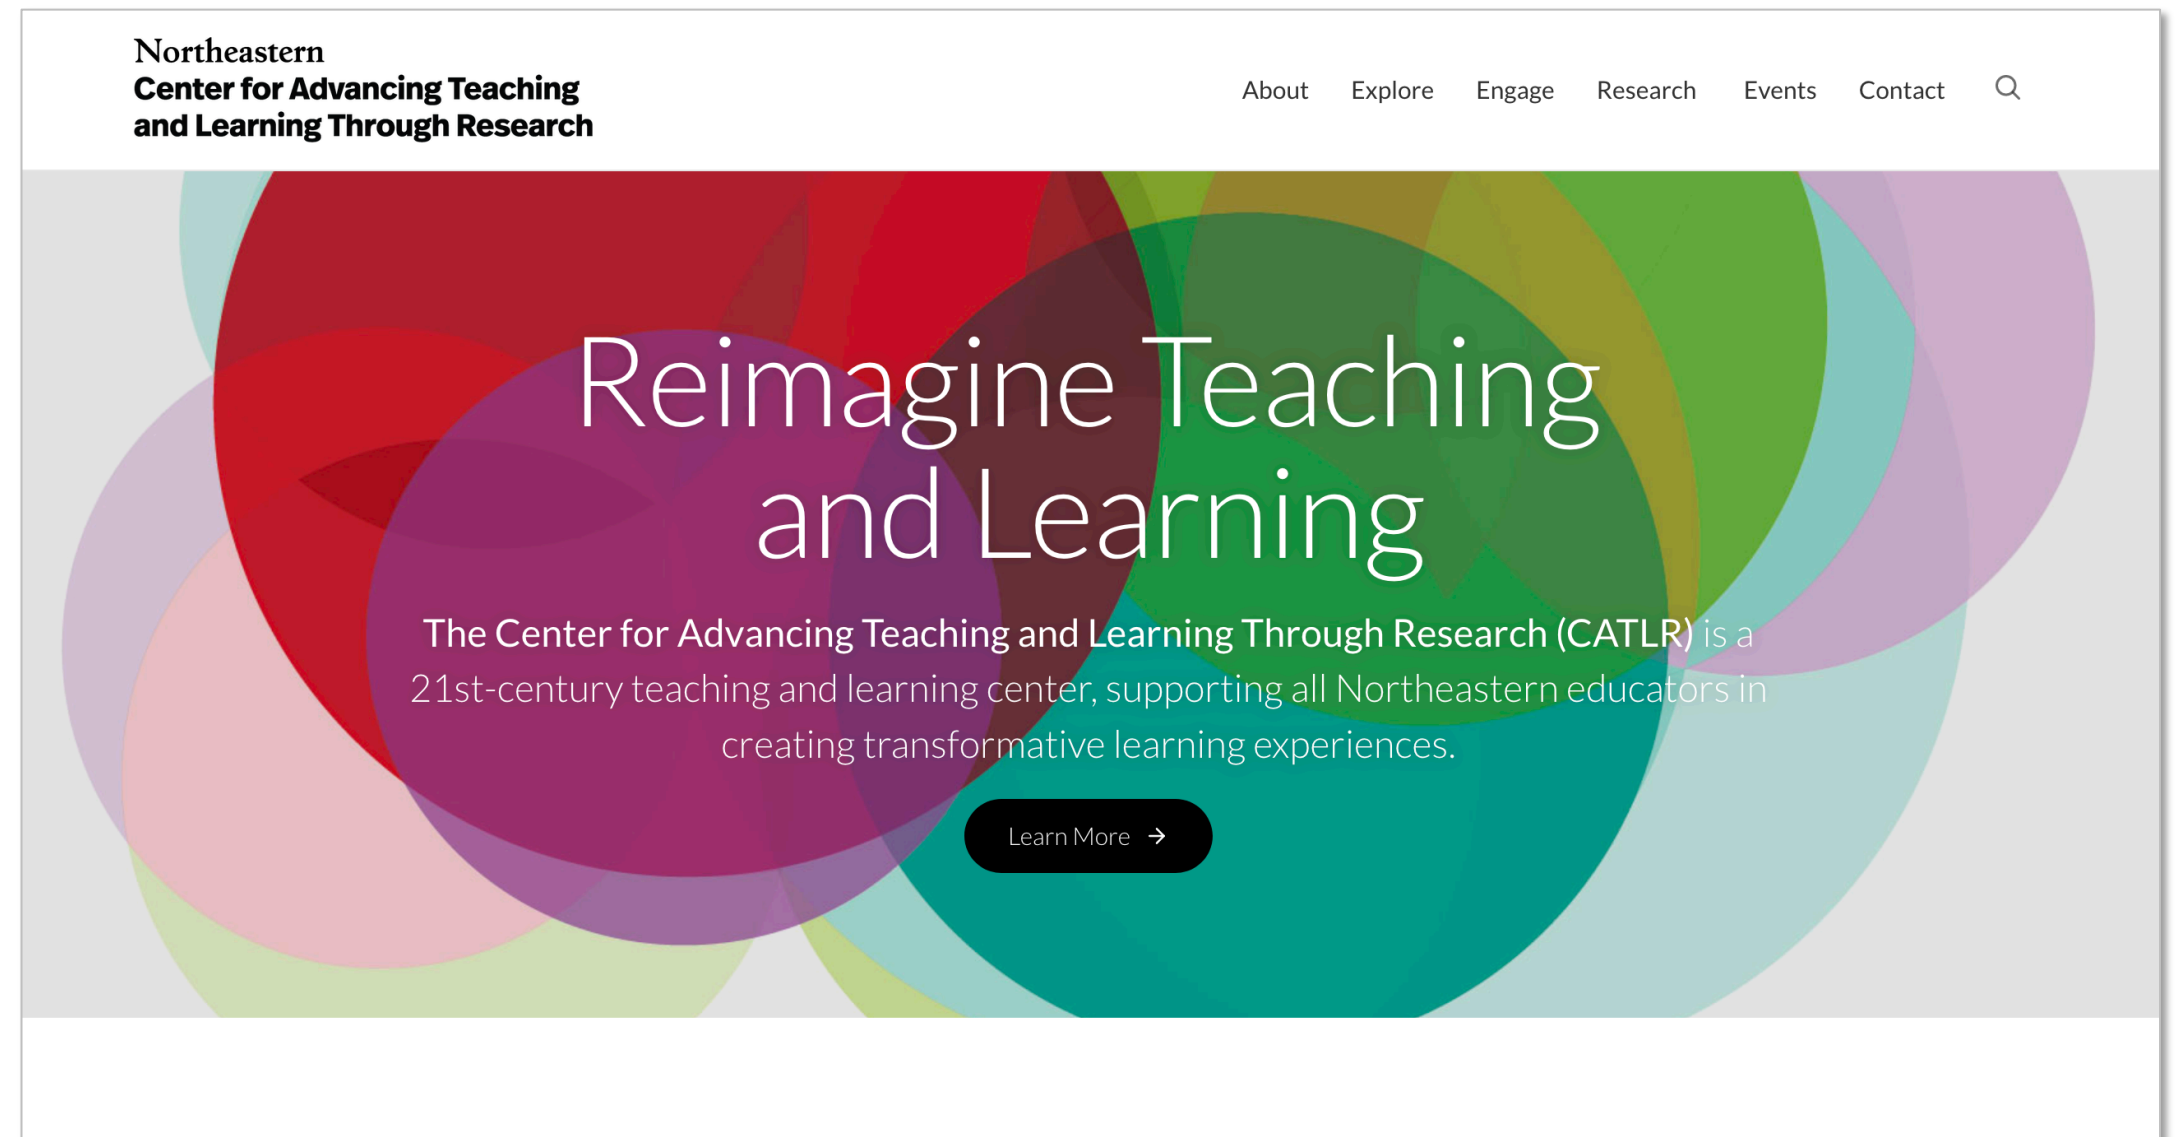 Northeastern
Center for Advancing Teaching
and Learning Through Research
About Explore Engage Research Events Contact
Reimagine Teaching
and Learning
The Center for Advancing Teaching and Learning Through Research (CATLR) is a
21st-century teaching and learning center, supporting all Northeastern educators in
creating transformative learning experiences.
Learn More →